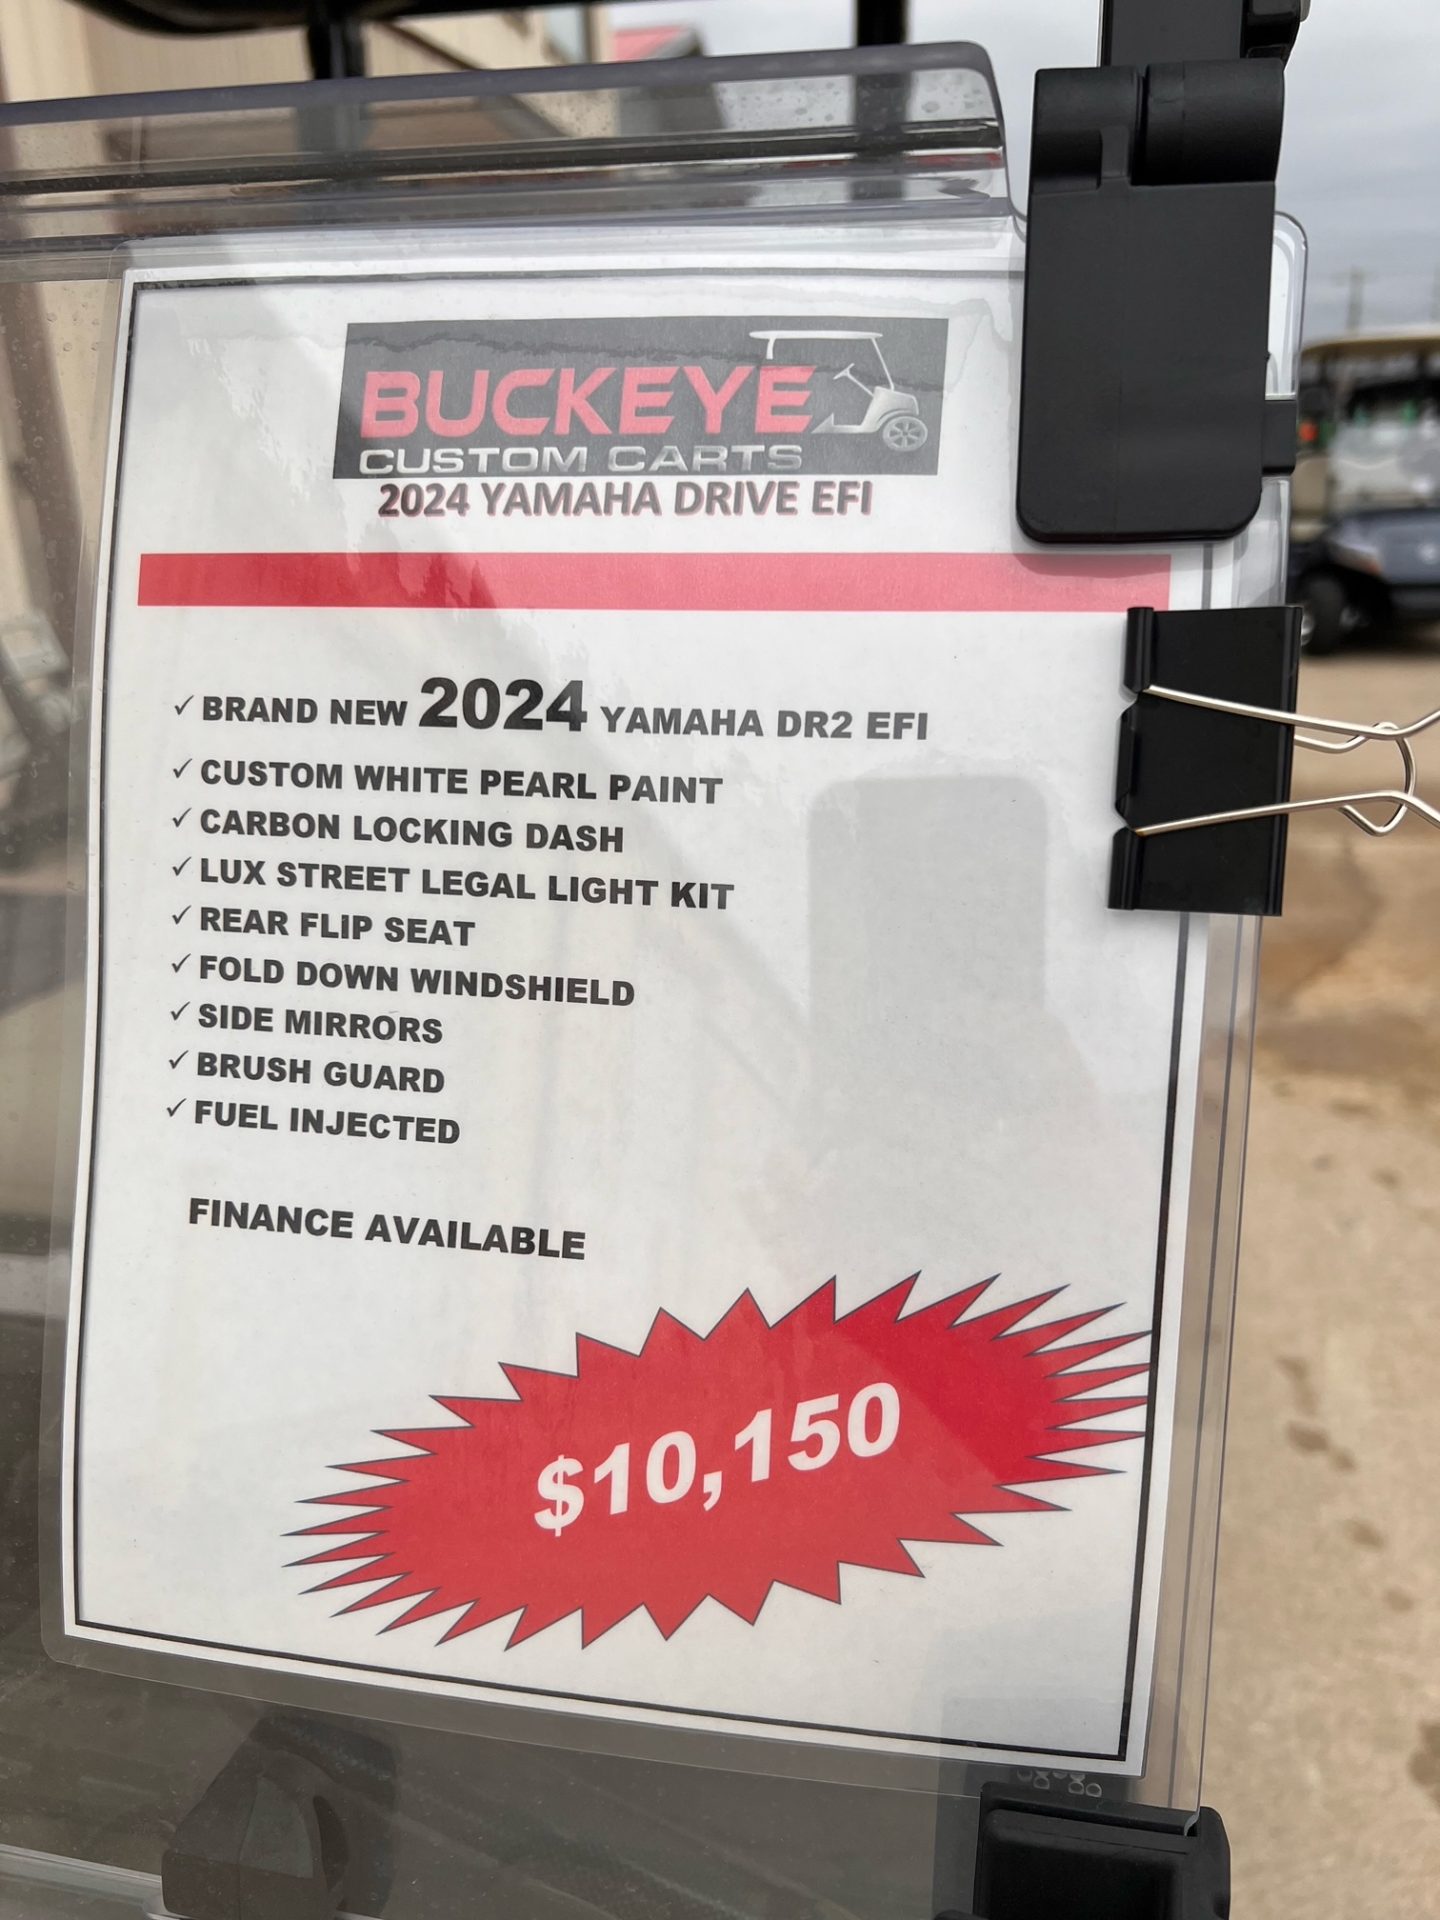 BUCKEYE
CUSTOM CARTS
2024 YAMAHA DRIVE EFI
✓ BRAND NEW 2024 YAMAHA DR2 EFI
✓ CUSTOM WHITE PEARL PAINT
✓ CARBON LOCKING DASH
✓ LUX STREET LEGAL LIGHT KIT
✓ REAR FLIP SEAT
✓ FOLD DOWN WINDSHIELD
✓ SIDE MIRRORS
✓ BRUSH GUARD
✓ FUEL INJECTED
FINANCE AVAILABLE
$10,150